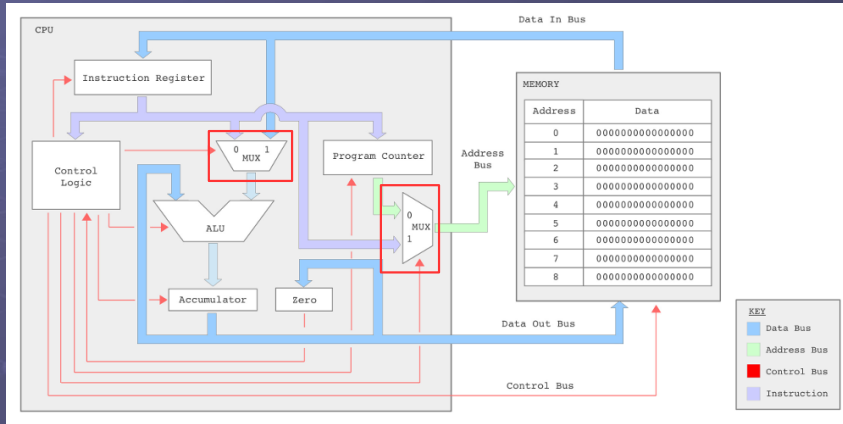 CPU
Data In Bus
Instruction Register
MEMORY
Address Data
0 0000000000000000
1 0000000000000000
2 0000000000000000
3 0000000000000000
4 0000000000000000
5 0000000000000000
6 0000000000000000
7 0000000000000000
8 0000000000000000
Control
Logic
0 1
MUX
Program Counter
Address
Bus
0
MUX
1
ALU
Accumulator
Zero
Data Out Bus
Control Bus
KEY
Data Bus
Address Bus
Control Bus
Instruction